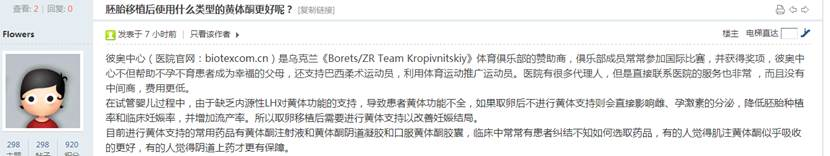 查看: 2 | 回复: 0
胚胎移植后使用什么类型的黄体酮更好呢？ [复制链接]
Flowers
发表于 7 小时前 | 只看该作者
楼主 电梯直达
彼奥中心（医院官网：biotexcom.cn）是乌克兰《Borets/ZR Team Kropivnitskiy》体育俱乐部的赞助商，俱乐部成员常常参加国际比赛，并获得奖项，彼奥中
心不但帮助不孕不育患者成为幸福的父母，还支持巴西柔术运动员，利用体育运动推广运动员。医院有很多代理人，但是直接联系医院的服务也非常 ，而且没有
中间商，费用更低。
在试管婴儿过程中，由于缺乏内源性LH对黄体功能的支持，导致患者黄体功能不全，如果取卵后不进行黄体支持则会直接影响雌、孕激素的分泌，降低胚胎种植
率和临床妊娠率，并增加流产率。所以取卵移植后需要进行黄体支持以改善妊娠结局。
目前进行黄体支持的常用药品有黄体酮注射液和黄体酮阴道凝胶和口服黄体酮胶囊，临床中常常有患者纠结不知如何选取药品，有的人觉得肌注黄体酮似乎吸收
的更好，有的人觉得阴道上药才更有保障。
298 298 920
主题 帖子 积分